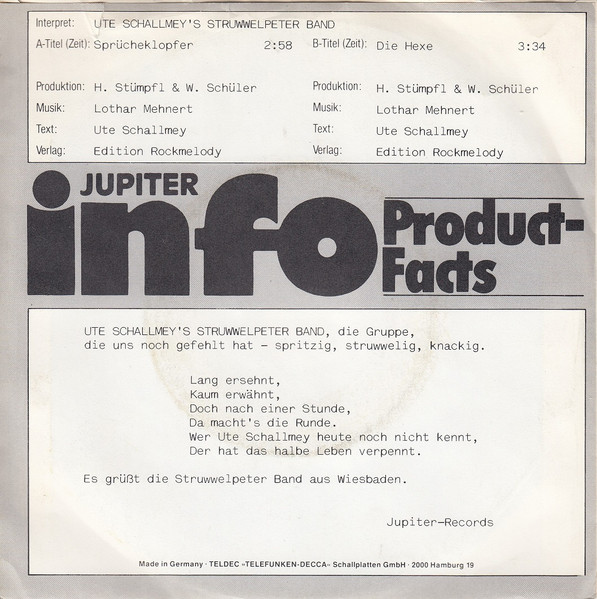 Interpret: UTE SCHALLMEY'S STRUWWELPETER BAND
A-Titel (Zeit): Sprücheklopfer 2:58 B-Titel (Zeit): Die Hexe 3:34
Produktion: H. Stümpfl & W. Schüler Produktion: H. Stümpfl & W. Schüler
Musik: Lothar Mehnert Musik: Lothar Mehnert
Text: Ute Schallmey Text: Ute Schallmey
Verlag: Edition Rockmelody Verlag: Edition Rockmelody
JUPITER
info Product-
Facts
UTE SCHALLMEY'S STRUWWELPETER BAND, die Gruppe,
die uns noch gefehlt hat - spritzig, struwwelig, knackig.
Lang ersehnt,
Kaum erwähnt,
Doch nach einer Stunde,
Da macht's die Runde.
Wer Ute Schallmey heute noch nicht kennt,
Der hat das halbe Leben verpennt.
Es grüßt die Struwwelpeter Band aus Wiesbaden.
Jupiter-Records
Made in Germany · TELDEC »TELEFUNKEN-DECCA« Schallplatten GmbH · 2000 Hamburg 19